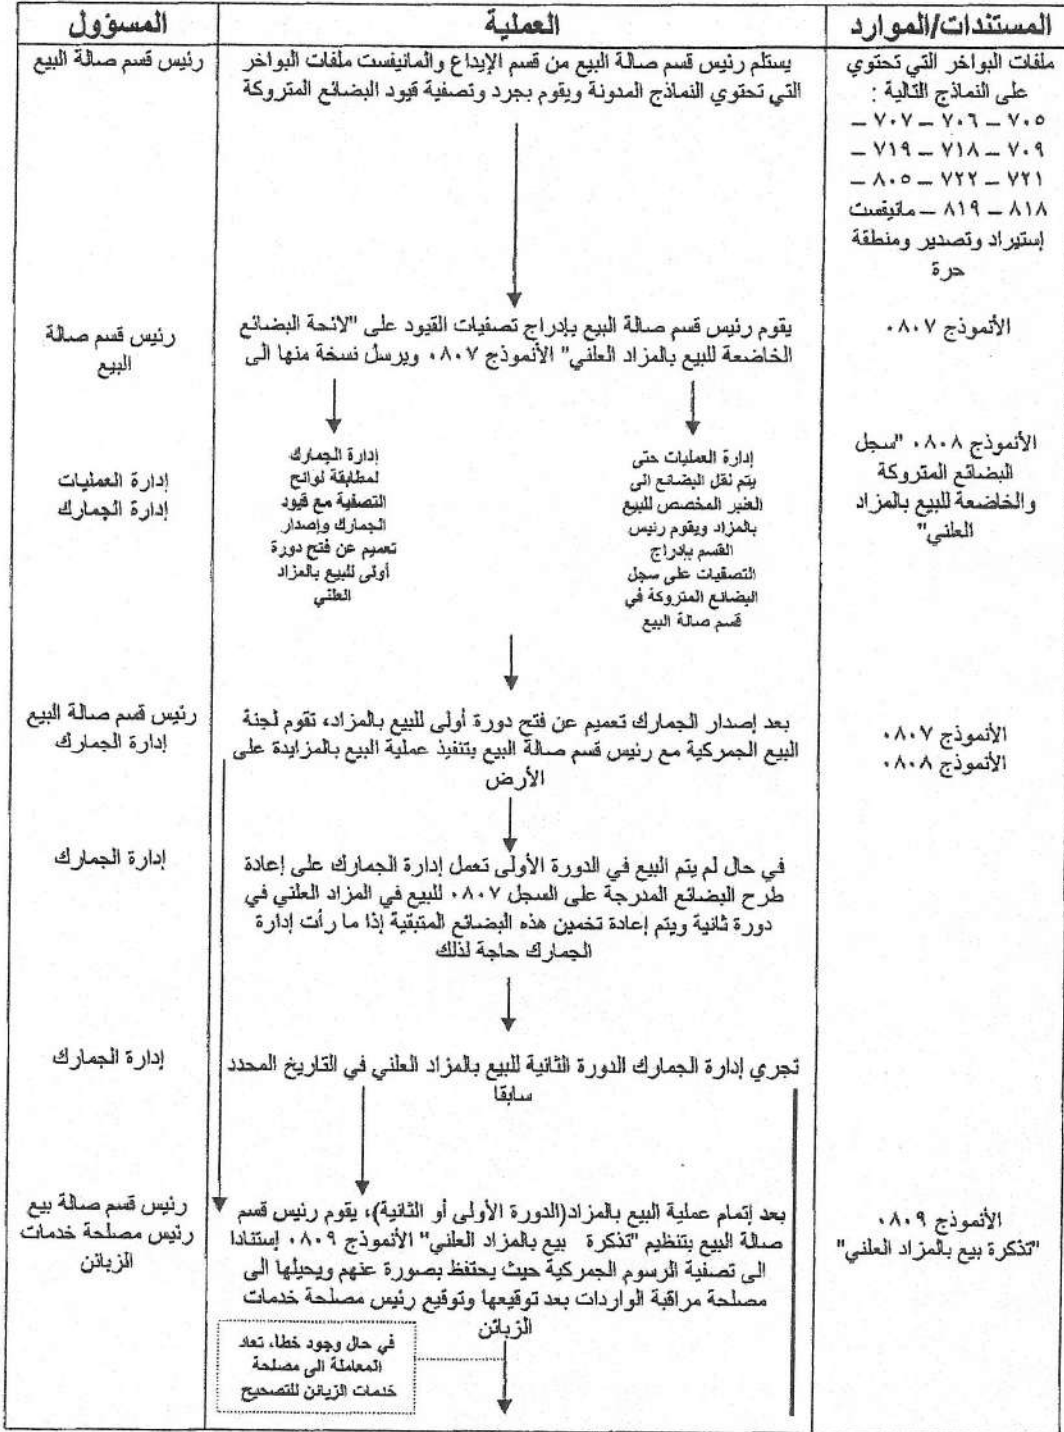 المستندات/الموارد
العملية
المسؤول
ملفات البواخر التي تحتوي
على النماذج التالية :
٧٠٥ – ٧٠٦ – ٧٠٧ –
٧٠٩ – ٧١٨ – ٧١٩ –
٧٢١ – ٧٢٢ – ٨٠٥ –
٨١٨ – ٨١٩ – مانيفست
إستيراد وتصدير ومنطقة
حرة
يستلم رئيس قسم صالة البيع من قسم الإيداع والمانيفست ملفات البواخر
التي تحتوي النماذج المدونة ويقوم بجرد وتصفية قيود البضائع المتروكة
رئيس قسم صالة البيع
الأنموذج ٠٨٠٧
يقوم رئيس قسم صالة البيع بإدراج تصفيات القيود على "لائحة البضائع
الخاضعة للبيع بالمزاد العلني" الأنموذج ٠٨٠٧ ويرسل نسخة منها الى
رئيس قسم صالة
البيع
الأنموذج ٠٨٠٨ "سجل
البضائع المتروكة
والخاضعة للبيع بالمزاد
العلني"
إدارة العمليات حتى
يتم نقل البضائع الى
العنبر المخصص للبيع
بالمزاد ويقوم رئيس
القسم بإدراج
التصفيات على سجل
البضائع المتروكة في
قسم صالة البيع
إدارة الجمارك
لمطابقة لوائح
التصفية مع قيود
الجمارك وإصدار
تعميم عن فتح دورة
أولى للبيع بالمزاد
العلني
إدارة العمليات
إدارة الجمارك
الأنموذج ٠٨٠٧
الأنموذج ٠٨٠٨
بعد إصدار الجمارك تعميم عن فتح دورة أولى للبيع بالمزاد، تقوم لجنة
البيع الجمركية مع رئيس قسم صالة البيع بتنفيذ عملية البيع بالمزايدة على
الأرض
رئيس قسم صالة البيع
إدارة الجمارك
في حال لم يتم البيع في الدورة الأولى تعمل إدارة الجمارك على إعادة
طرح البضائع المدرجة على السجل ٠٨٠٧ للبيع في المزاد العلني في
دورة ثانية ويتم إعادة تخمين هذه البضائع المتبقية إذا ما رأت إدارة
الجمارك حاجة لذلك
إدارة الجمارك
تجري إدارة الجمارك الدورة الثانية للبيع بالمزاد العلني في التاريخ المحدد
سابقا
إدارة الجمارك
الأنموذج ٠٨٠٩
"تذكرة بيع بالمزاد العلني"
بعد إتمام عملية البيع بالمزاد(الدورة الأولى أو الثانية)، يقوم رئيس قسم
صالة البيع بتنظيم "تذكرة بيع بالمزاد العلني" الأنموذج ٠٨٠٩ إستنادا
الى تصفية الرسوم الجمركية حيث يحتفظ بصورة عنهم ويحيلها الى
مصلحة مراقبة الواردات بعد توقيعها وتوقيع رئيس مصلحة خدمات
الزبائن
رئيس قسم صالة بيع
رئيس مصلحة خدمات
الزبائن
في حال وجود خطا، تعاد
المعاملة الى مصلحة
خدمات الزبائن للتصحيح